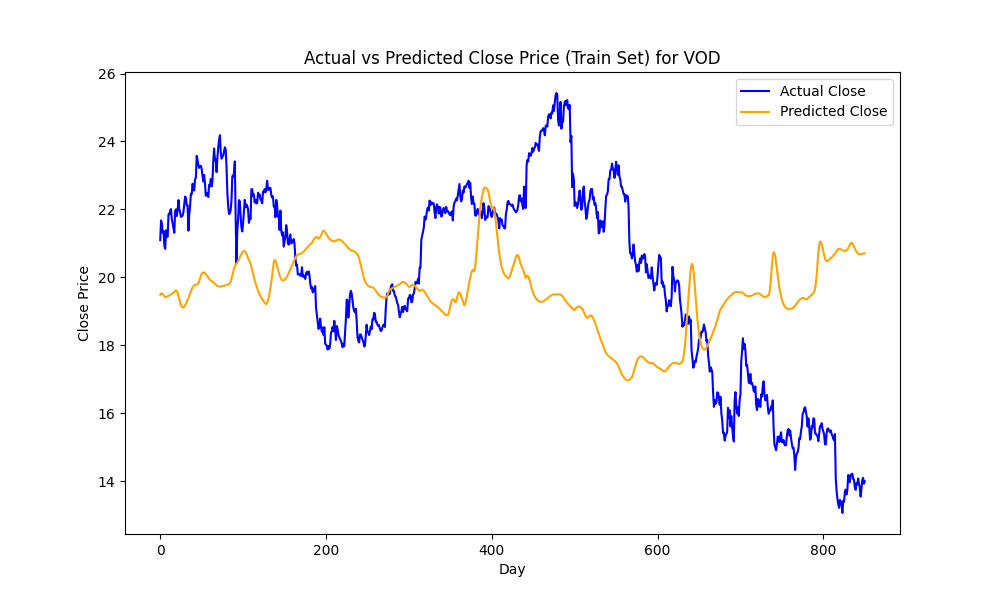 Actual vs Predicted Close Price (Train Set) for VOD
Actual Close
Predicted Close
Close Price
26
24
22
20
18
16
14
0
200
400
600
800
Day